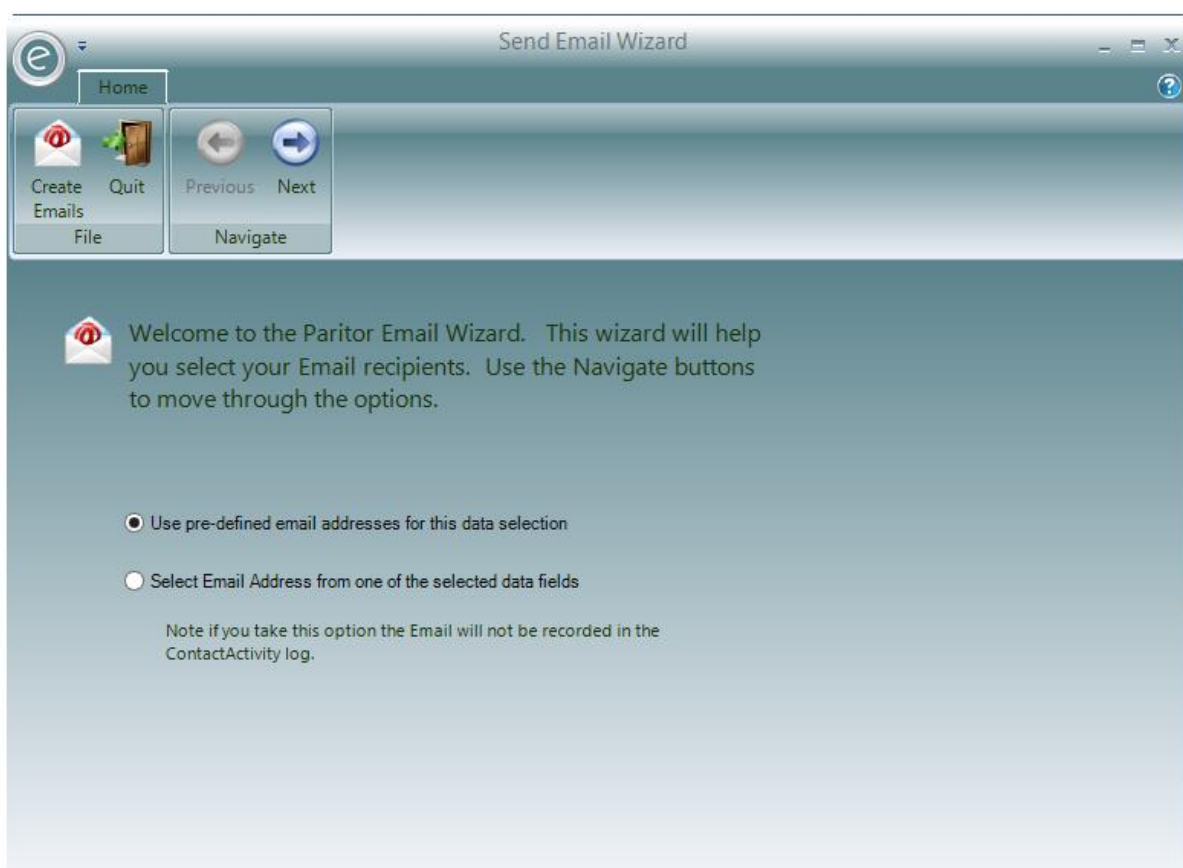 Send Email Wizard
Home
Create Emails
Quit
Previous
Next
File
Navigate
Welcome to the Paritor Email Wizard. This wizard will help
you select your Email recipients. Use the Navigate buttons
to move through the options.
Use pre-defined email addresses for this data selection
Select Email Address from one of the selected data fields
Note if you take this option the Email will not be recorded in the
ContactActivity log.